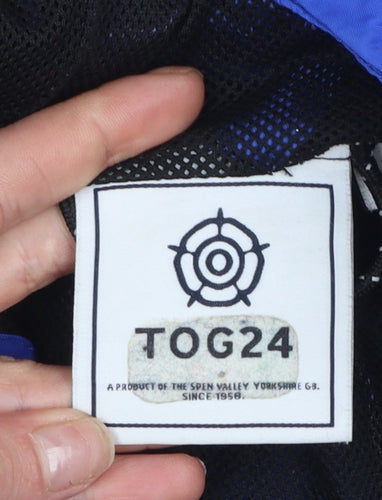 TOG24
A PRODUCT OF THE SPEN VALLEY YORKSHIRE GB.
SINCE 1958.